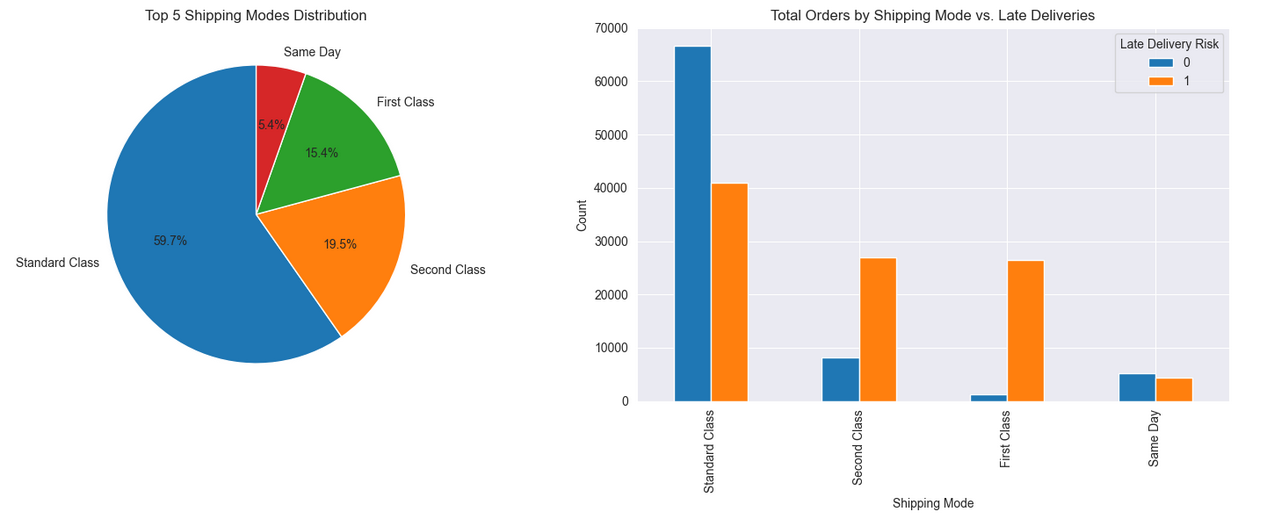 Top 5 Shipping Modes Distribution
Same Day
First Class
5.4%
15.4%
59.7%
19.5%
Standard Class
Second Class
Total Orders by Shipping Mode vs. Late Deliveries
Late Delivery Risk
0
1
70000
60000
50000
40000
30000
20000
10000
0
Count
Standard Class
Second Class
First Class
Same Day
Shipping Mode